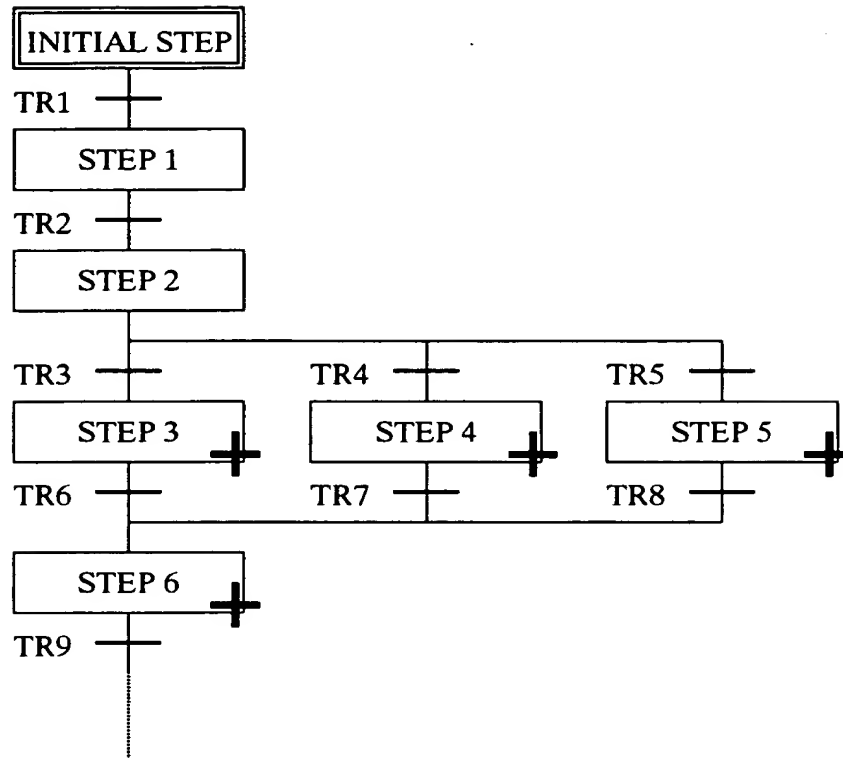 INITIAL STEP
TR1
STEP 1
TR2
STEP 2
TR3 TR4 TR5
STEP 3 STEP 4 STEP 5
TR6 TR7 TR8
STEP 6
TR9